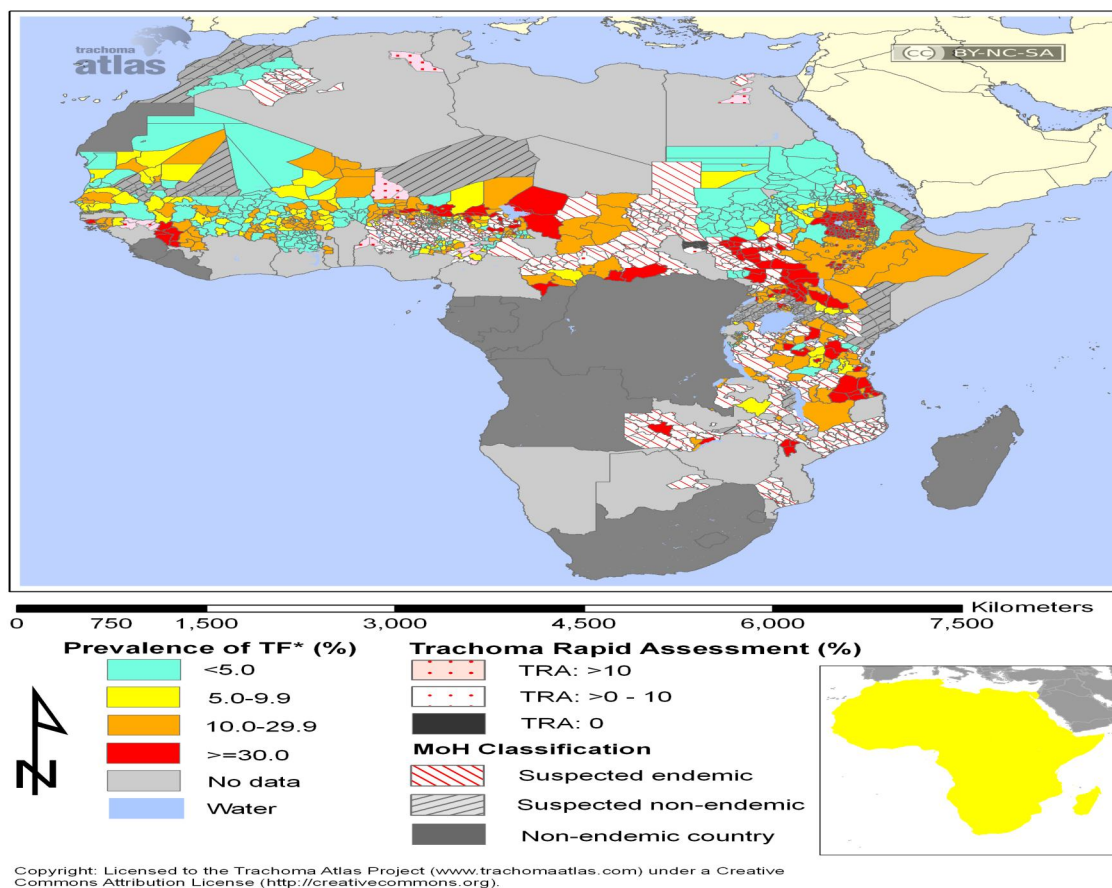 trachoma
atlas
CC BY-NC-SA
Kilometers
0 750 1,500 3,000 4,500 6,000 7,500
Prevalence of TF* (%)
<5.0
5.0-9.9
10.0-29.9
>=30.0
No data
Water
N
Trachoma Rapid Assessment (%)
TRA: >10
TRA: >0 - 10
TRA: 0
MoH Classification
Suspected endemic
Suspected non-endemic
Non-endemic country
Copyright: Licensed to the Trachoma Atlas Project (www.trachomaatlas.com) under a Creative
Commons Attribution License (http://creativecommons.org).